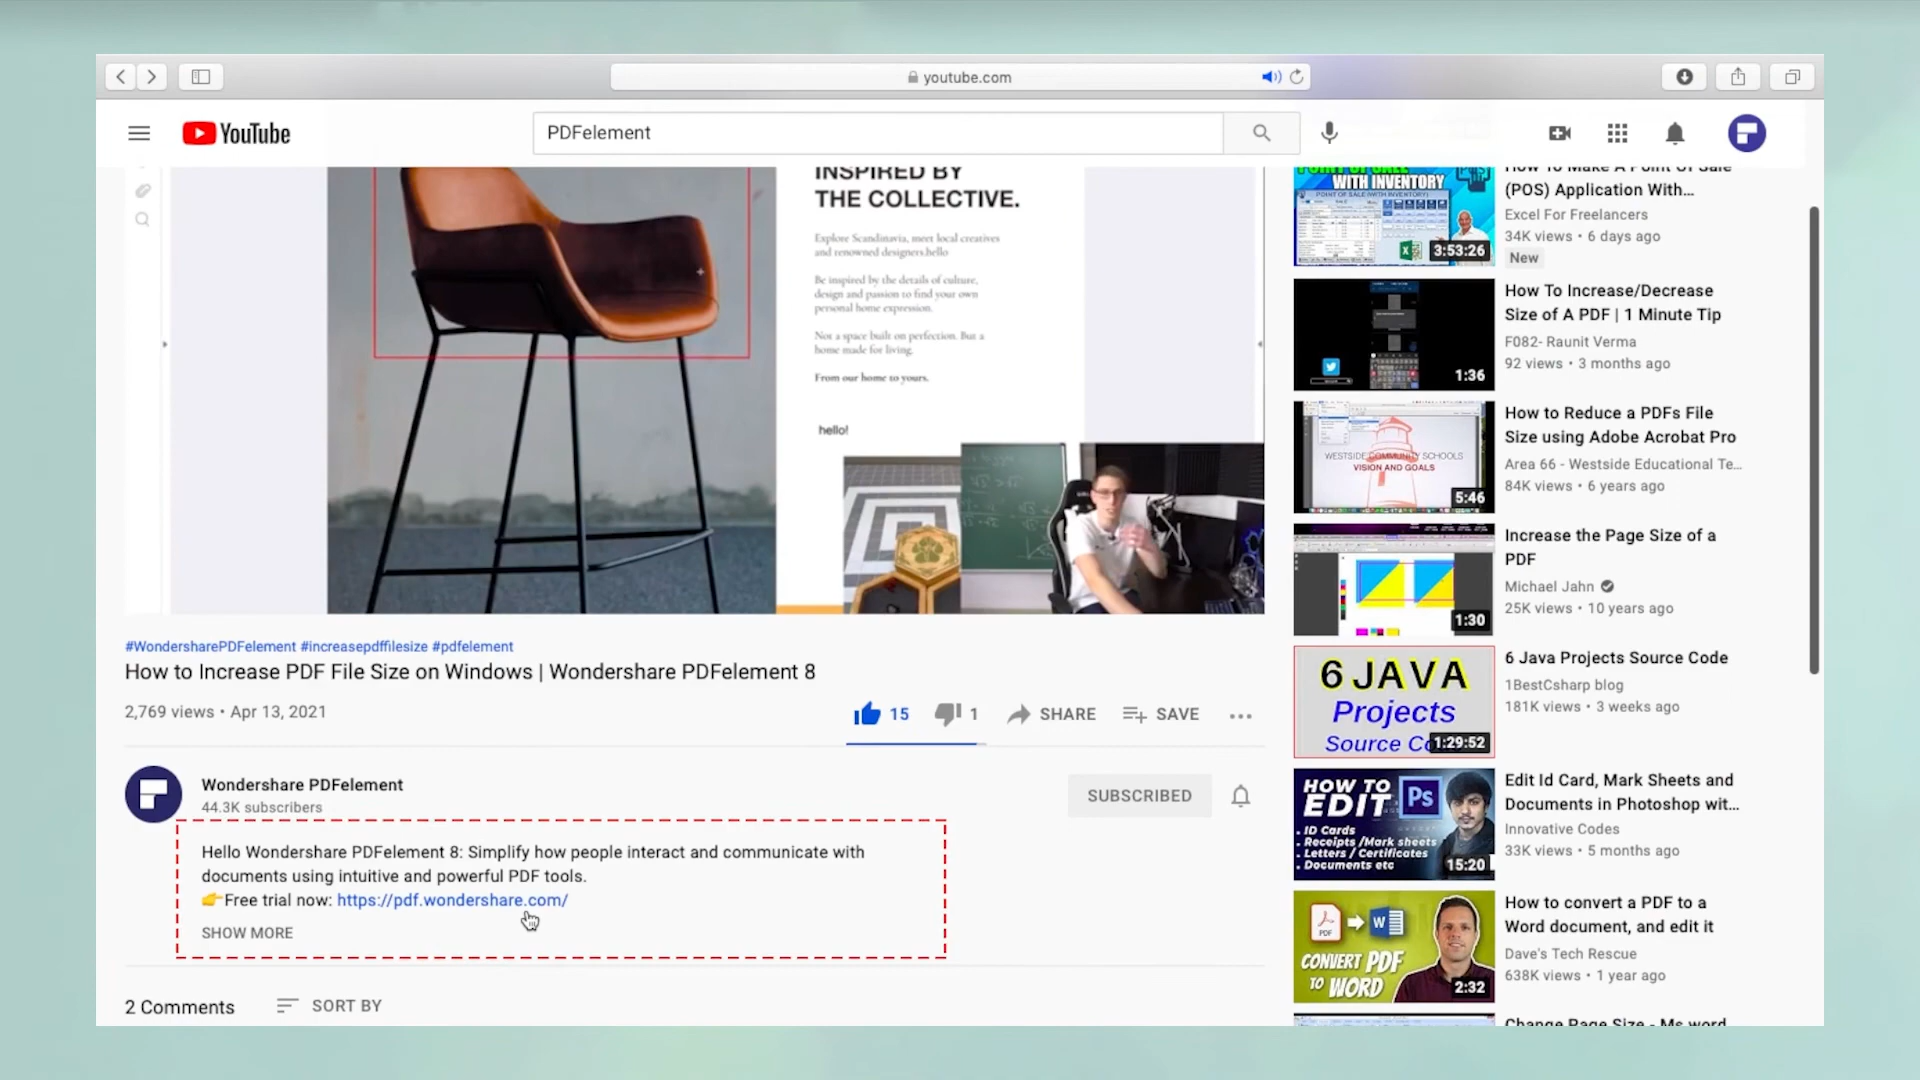 youtube.com
YouTube
PDFelement
INSPIRED BY
THE COLLECTIVE.
Explore Scandinavia, meet local creatives
and renowned designers.hello
Be inspired by the details of culture,
design and passion to find your own
personal home expression.
Not a space built on perfection. But a
home made for living.
From our home to yours.
hello!
#WondersharePDFelement #increasepdffilesize #pdfelement
How to Increase PDF File Size on Windows | Wondershare PDFelement 8
2,769 views • Apr 13, 2021
15
1
SHARE
SAVE
Wondershare PDFelement
44.3K subscribers
SUBSCRIBED
Hello Wondershare PDFelement 8: Simplify how people interact and communicate with
documents using intuitive and powerful PDF tools.
👉Free trial now: https://pdf.wondershare.com/
SHOW MORE
2 Comments
SORT BY
POINT OF SALE
WITH INVENTORY
POINT OF SALE (WITH INVENTORY)
3:53:26
How To Make A Point Of Sale
(POS) Application With...
Excel For Freelancers
34K views • 6 days ago
New
1:36
How To Increase/Decrease
Size of A PDF | 1 Minute Tip
F082- Raunit Verma
92 views • 3 months ago
WESTSIDE COMMUNITY SCHOOLS
VISION AND GOALS
5:46
How to Reduce a PDFs File
Size using Adobe Acrobat Pro
Area 66 - Westside Educational Te...
84K views • 6 years ago
1:30
Increase the Page Size of a
PDF
Michael Jahn
25K views • 10 years ago
6 JAVA
Projects
Source Co
1:29:52
6 Java Projects Source Code
1BestCsharp blog
181K views • 3 weeks ago
HOW TO
EDIT
Ps
. ID Cards
. Receipts /Mark sheets
. Letters / Certificates
. Documents etc
15:20
Edit Id Card, Mark Sheets and
Documents in Photoshop wit...
Innovative Codes
33K views • 5 months ago
PDF
W
CONVERT PDF
TO WORD
2:32
How to convert a PDF to a
Word document, and edit it
Dave's Tech Rescue
638K views • 1 year ago
Change Page Size - Ms word